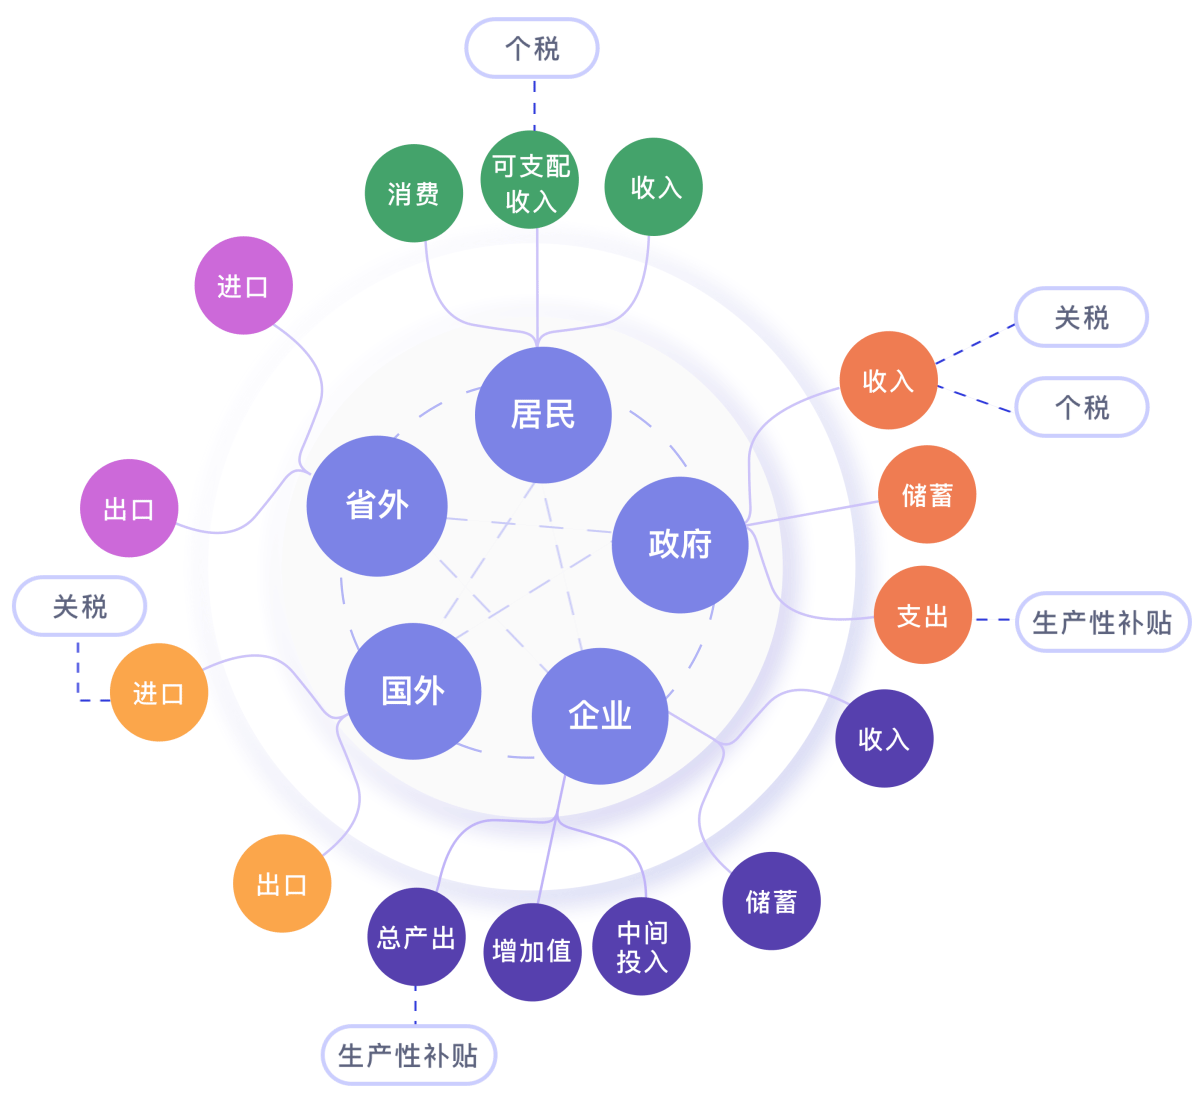 个税
消费
可支配
收入
收入
进口
关税
收入
个税
居民
省外
出口
储蓄
政府
关税
支出
生产性补贴
进口
国外
企业
收入
出口
储蓄
总产出
增加值
中间
投入
生产性补贴